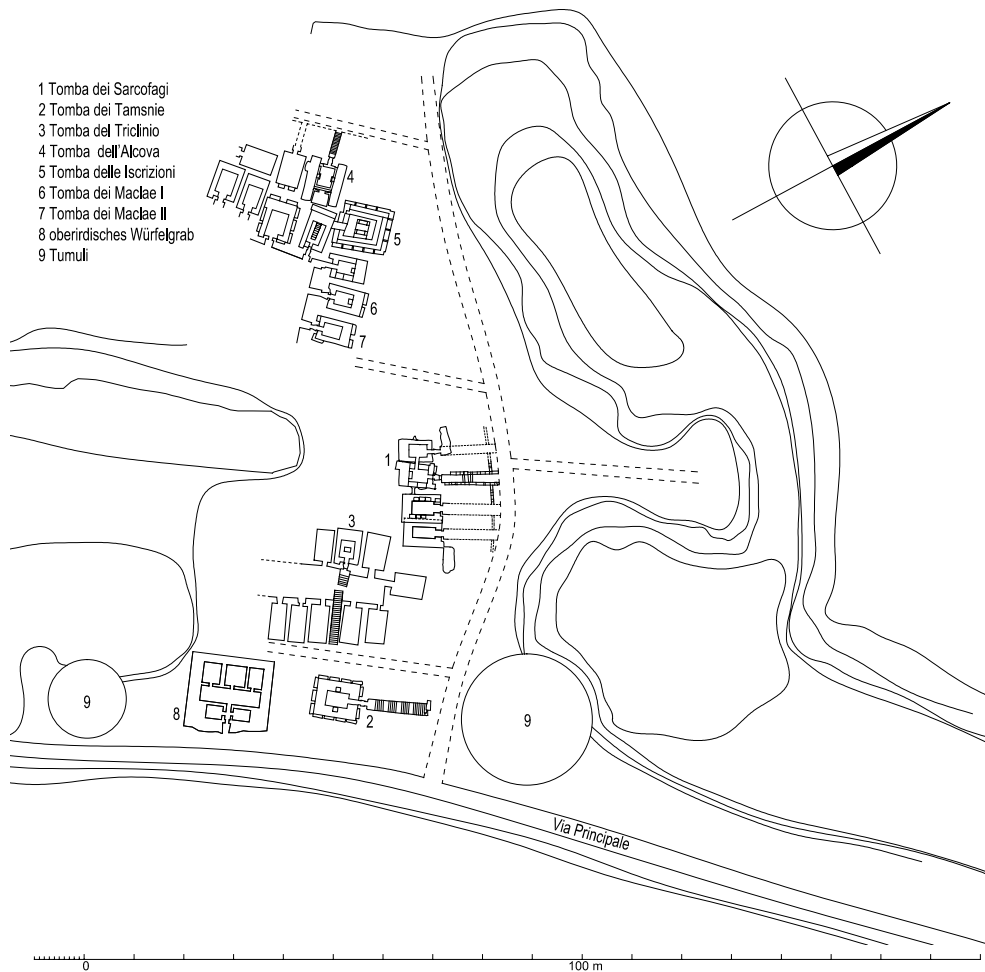 1 Tomba dei Sarcofagi
2 Tomba dei Tamsnie
3 Tomba del Triclinio
4 Tomba dell'Alcova
5 Tomba delle Iscrizioni
6 Tomba dei Maclae I
7 Tomba dei Maclae II
8 oberirdisches Würfelgrab
9 Tumuli
4
5
6
7
1
3
9
8
2
9
Via Principale
0
100 m